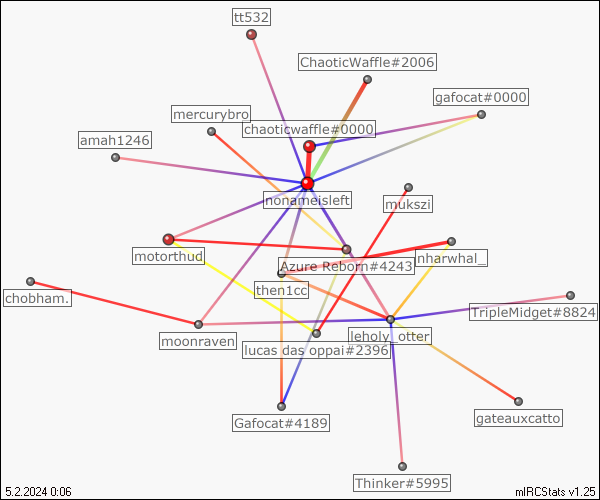 tt532
ChaoticWaffle#2006
gafocat#0000
mercurybro
chaoticwaffle#0000
amah1246
nonameisleft
mukszi
motorthud
Azure Reborn#4243
nharwhal_
then1cc
chobham.
TripleMidget#8824
moonraven
leholy_otter
lucas das oppai#2396
Gafocat#4189
gateauxcatto
Thinker#5995
5.2.2024 0:06
mIRCStats v1.25